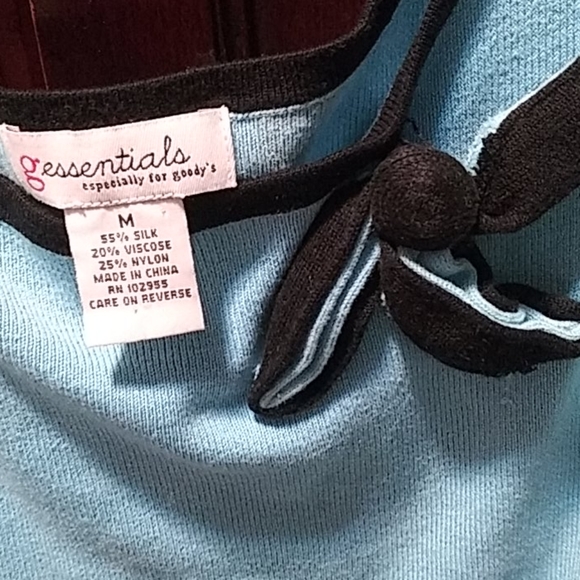 gessentials
especially for goody's
M
55% SILK
20% VISCOSE
25% NYLON
MADE IN CHINA
RN 102955
CARE ON REVERSE